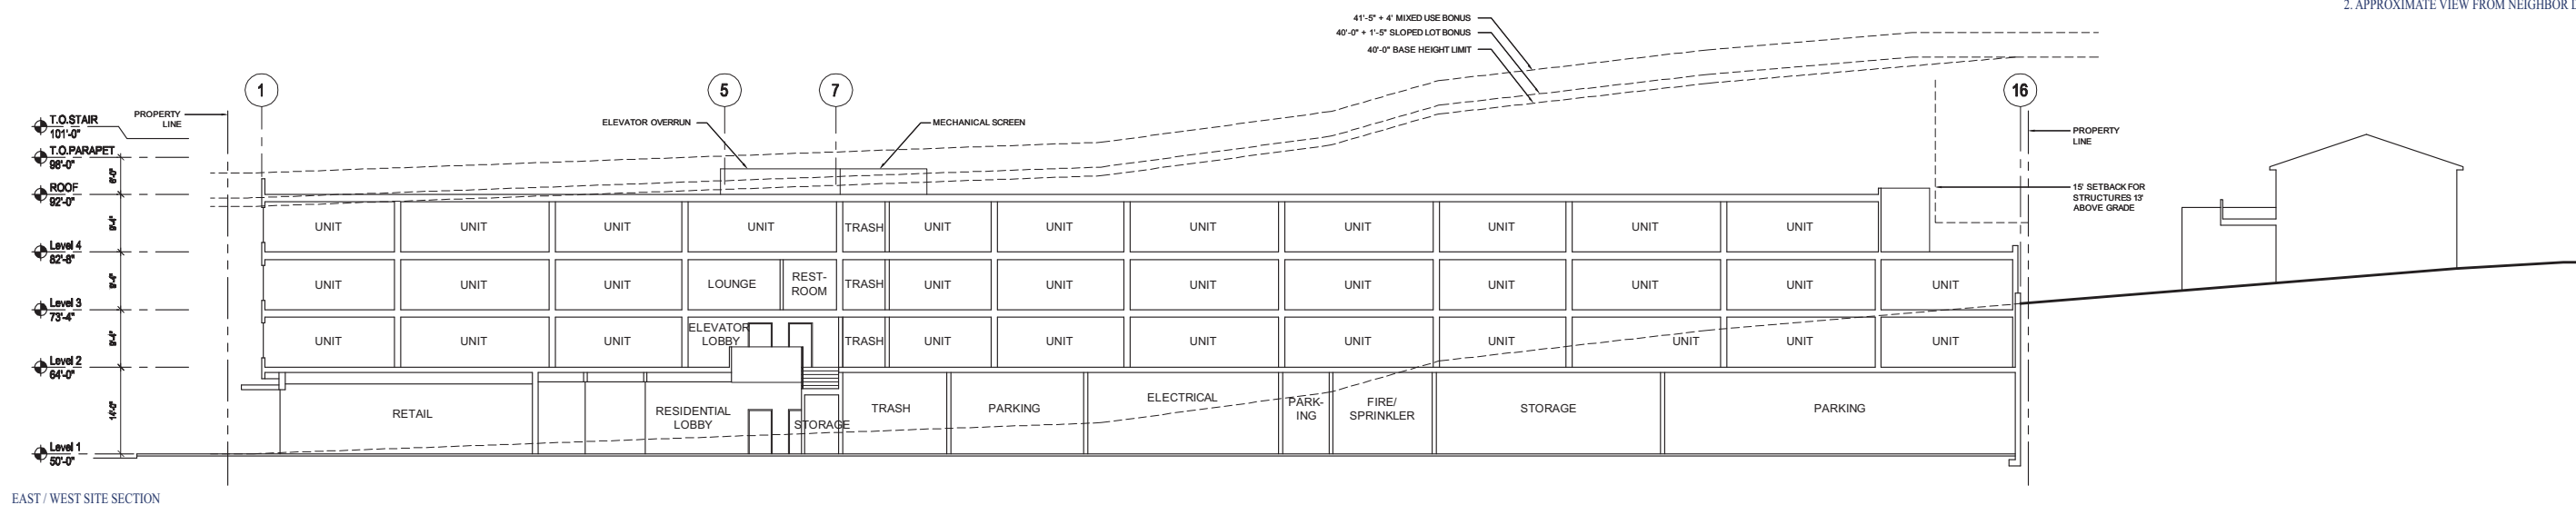 2. APPROXIMATE VIEW FROM NEIGHBOR
41'-5" + 4' MIXED USE BONUS
40'-0" + 1'-5" SLOPED LOT BONUS
40'-0" BASE HEIGHT LIMIT
1
5
7
16
T.O.STAIR
101'-0"
PROPERTY
LINE
ELEVATOR OVERRUN
MECHANICAL SCREEN
PROPERTY
LINE
T.O.PARAPET
98'-0"
6'-0"
ROOF
92'-0"
15' SETBACK FOR
STRUCTURES 13'
ABOVE GRADE
9'-4"
UNIT UNIT UNIT UNIT TRASH UNIT UNIT UNIT UNIT UNIT UNIT UNIT
Level 4
82'-8"
9'-4"
UNIT UNIT UNIT LOUNGE REST-
ROOM TRASH UNIT UNIT UNIT UNIT UNIT UNIT UNIT UNIT
Level 3
73'-4"
9'-4"
UNIT UNIT UNIT ELEVATOR
LOBBY TRASH UNIT UNIT UNIT UNIT UNIT UNIT UNIT UNIT
Level 2
64'-0"
14'-0"
RETAIL
RESIDENTIAL
LOBBY
STORAGE
TRASH
PARKING
ELECTRICAL
PARK-
ING
FIRE/
SPRINKLER
STORAGE
PARKING
Level 1
50'-0"
EAST / WEST SITE SECTION